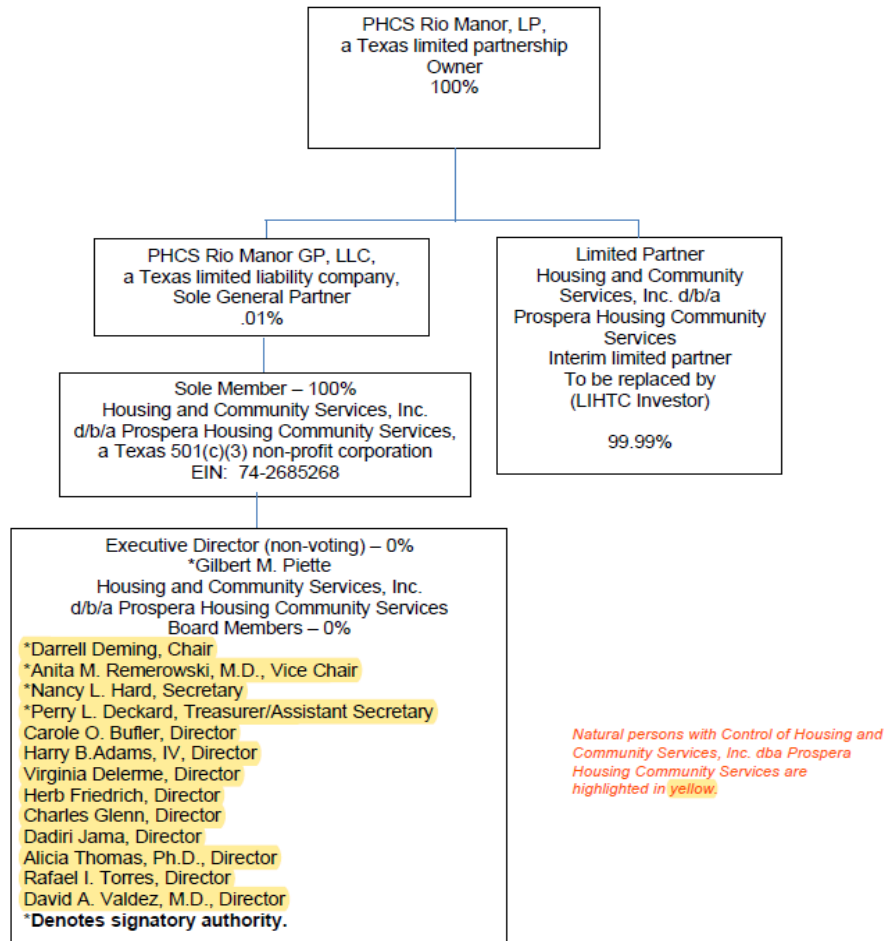 PHCS Rio Manor, LP,
a Texas limited partnership
Owner
100%
PHCS Rio Manor GP, LLC,
a Texas limited liability company,
Sole General Partner
.01%
Limited Partner
Housing and Community
Services, Inc. d/b/a
Prospera Housing Community
Services
Interim limited partner
To be replaced by
(LIHTC Investor)
99.99%
Sole Member – 100%
Housing and Community Services, Inc.
d/b/a Prospera Housing Community Services,
a Texas 501(c)(3) non-profit corporation
EIN: 74-2685268
Executive Director (non-voting) – 0%
*Gilbert M. Piette
Housing and Community Services, Inc.
d/b/a Prospera Housing Community Services
Board Members – 0%
*Darrell Deming, Chair
*Anita M. Remerowski, M.D., Vice Chair
*Nancy L. Hard, Secretary
*Perry L. Deckard, Treasurer/Assistant Secretary
Carole O. Bufler, Director
Harry B.Adams, IV, Director
Virginia Delerme, Director
Herb Friedrich, Director
Charles Glenn, Director
Dadiri Jama, Director
Alicia Thomas, Ph.D., Director
Rafael I. Torres, Director
David A. Valdez, M.D., Director
*Denotes signatory authority.
Natural persons with Control of Housing and
Community Services, Inc. dba Prospera
Housing Community Services are
highlighted in yellow.